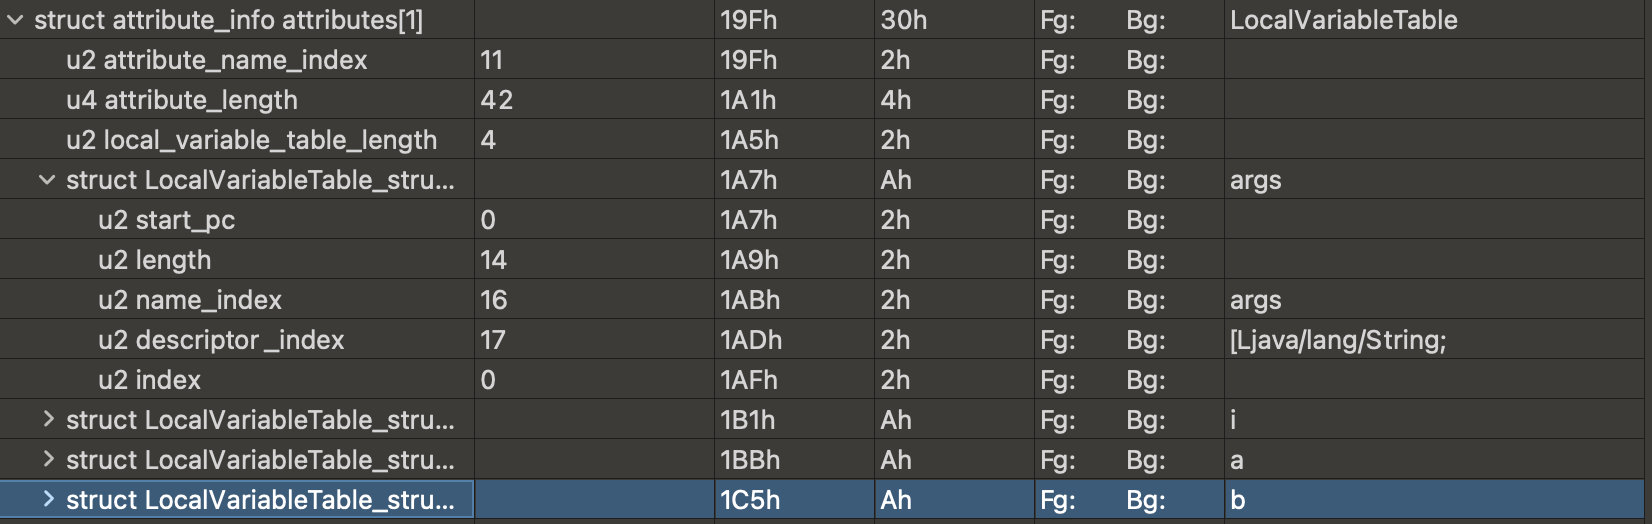 struct attribute_info attributes[1] 19Fh 30h Fg: Bg: LocalVariableTable
u2 attribute_name_index 11 19Fh 2h Fg: Bg:
u4 attribute_length 42 1A1h 4h Fg: Bg:
u2 local_variable_table_length 4 1A5h 2h Fg: Bg:
struct LocalVariableTable_stru... 1A7h Ah Fg: Bg: args
u2 start_pc 0 1A7h 2h Fg: Bg:
u2 length 14 1A9h 2h Fg: Bg:
u2 name_index 16 1ABh 2h Fg: Bg: args
u2 descriptor _index 17 1ADh 2h Fg: Bg: [Ljava/lang/String;
u2 index 0 1AFh 2h Fg: Bg:
struct LocalVariableTable_stru... 1B1h Ah Fg: Bg: i
struct LocalVariableTable_stru... 1BBh Ah Fg: Bg: a
struct LocalVariableTable_stru... 1C5h Ah Fg: Bg: b